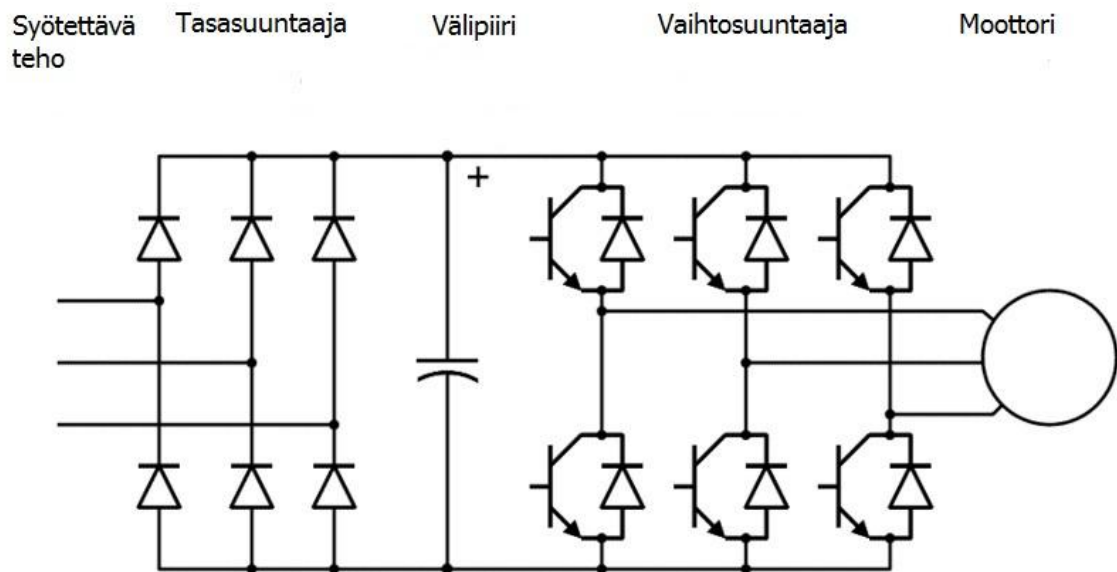 Syötettävä
teho
Tasasuuntaaja
Välipiiri
Vaihtosuuntaaja
Moottori
+